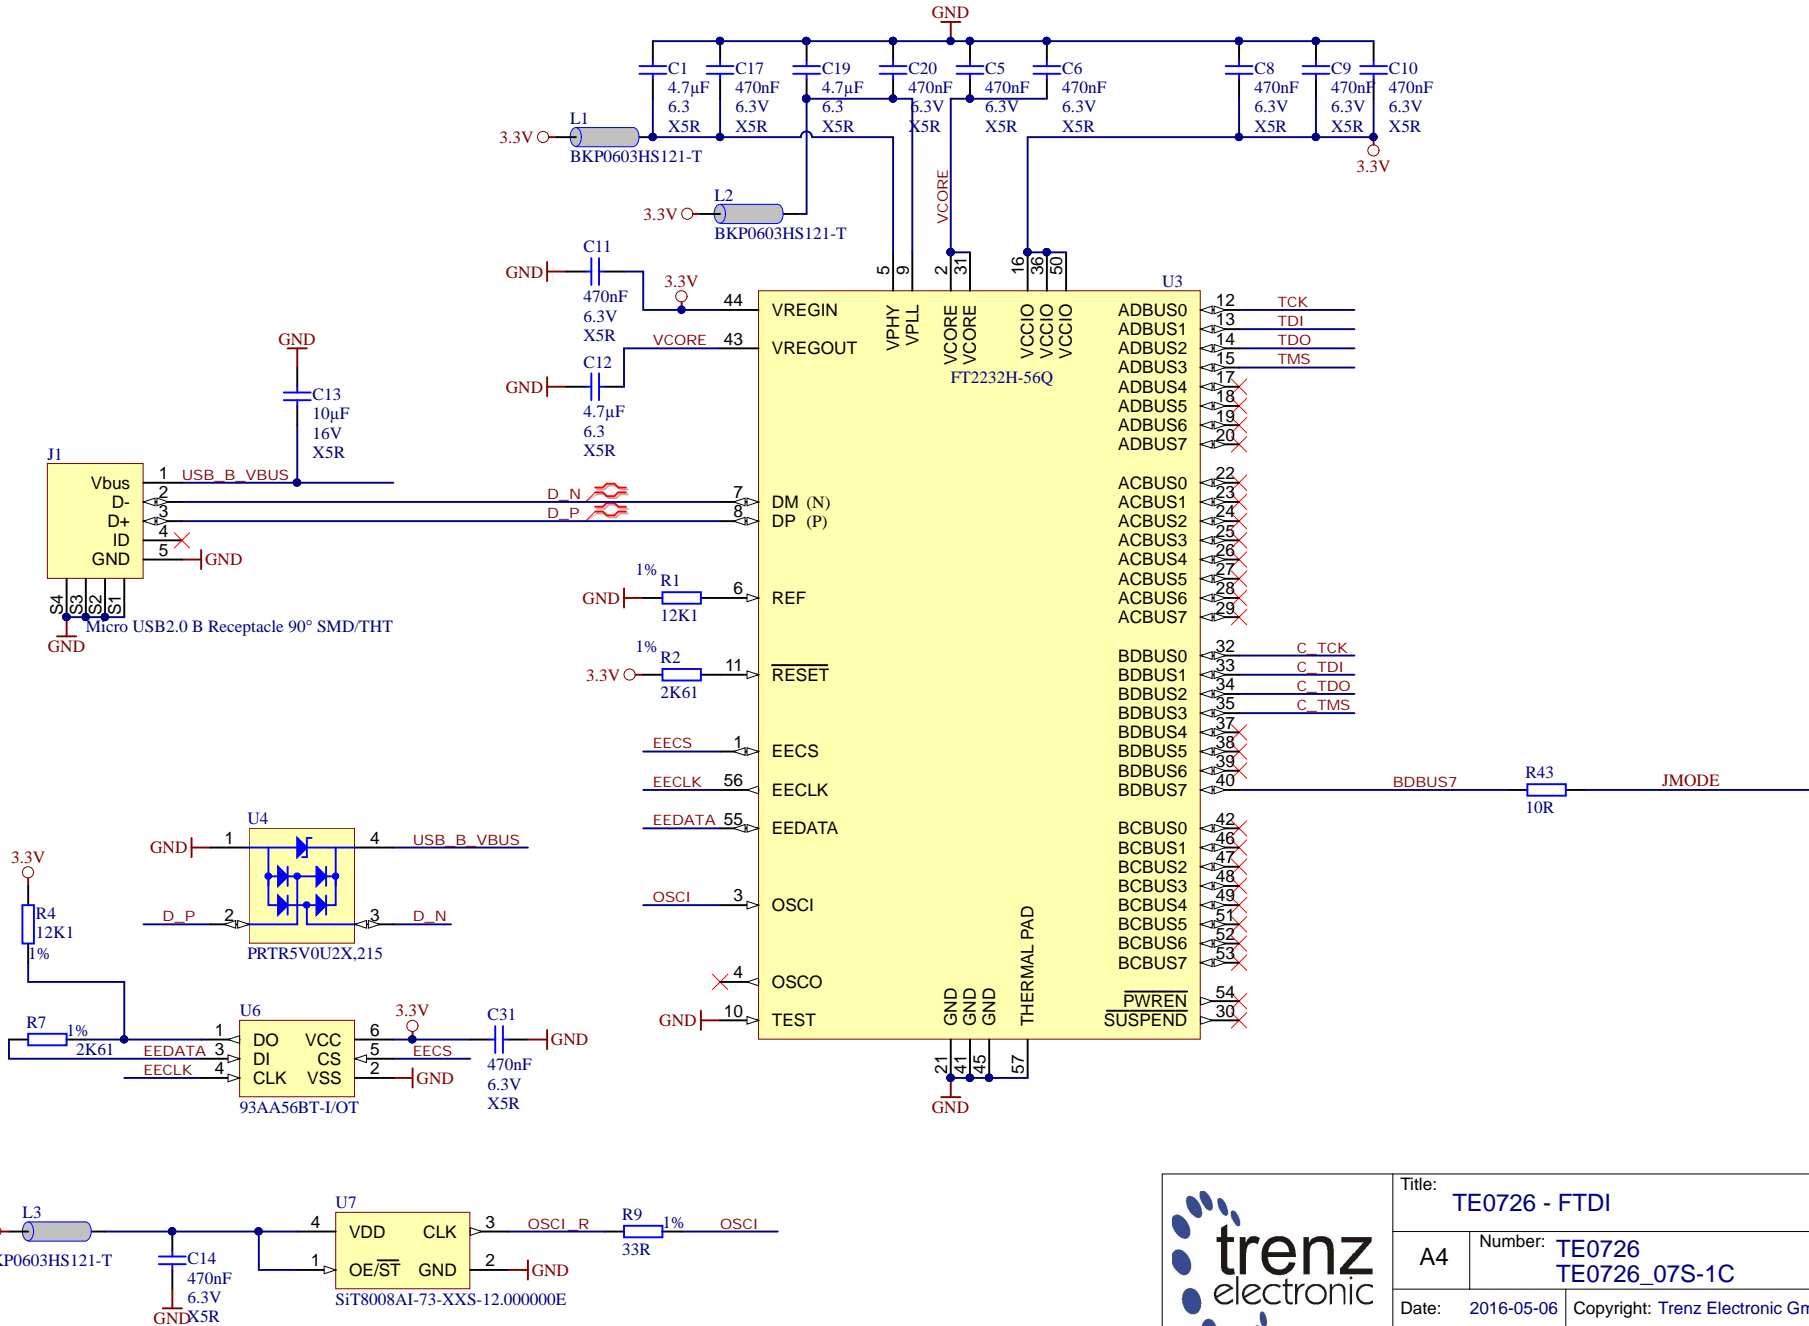 GND
C1
4.7µF
6.3
X5R
C17
470nF
6.3V
X5R
C19
4.7µF
6.3
X5R
C20
470nF
6.3V
X5R
C5
470nF
6.3V
X5R
C6
470nF
6.3V
X5R
C8
470nF
6.3V
X5R
C9
470nF
6.3V
X5R
C10
470nF
6.3V
X5R
3.3V
L1
3.3V
BKP0603HS121-T
L2
3.3V
BKP0603HS121-T
VCORE
C11
GND
470nF
6.3V
X5R
3.3V
C12
GND
4.7µF
6.3
X5R
VCORE
U3
FT2232H-56Q
5 VPHY
9 VPLL
2 VCORE
31 VCORE
16 VCCIO
36 VCCIO
50 VCCIO
44 VREGIN
43 VREGOUT
D_N 7 DM (N)
D_P 8 DP (P)
1% R1
GND 12K1
6 REF
1% R2
3.3V 2K61
11 RESET
EECS 1 EECS
EECLK 56 EECLK
EEDATA 55 EEDATA
OSCI 3 OSCI
4 OSCO
GND 10 TEST
ADBUS0 12 TCK
ADBUS1 13 TDI
ADBUS2 14 TDO
ADBUS3 15 TMS
ADBUS4 17
ADBUS5 18
ADBUS6 19
ADBUS7 20
ACBUS0 22
ACBUS1 23
ACBUS2 24
ACBUS3 25
ACBUS4 26
ACBUS5 27
ACBUS6 28
ACBUS7 29
BDBUS0 32 C_TCK
BDBUS1 33 C_TDI
BDBUS2 34 C_TDO
BDBUS3 35 C_TMS
BDBUS4 37
BDBUS5 38
BDBUS6 39
BDBUS7 40 BDBUS7
R43
10R
JMODE
BCBUS0 42
BCBUS1 46
BCBUS2 47
BCBUS3 48
BCBUS4 49
BCBUS5 51
BCBUS6 52
BCBUS7 53
PWREN 54
SUSPEND 30
GND 21
GND 41
GND 45
THERMAL PAD 57
GND
GND
C13
10µF
16V
X5R
J1
Vbus 1 USB_B_VBUS
D- 2
D+ 3
ID 4
GND 5 GND
S4
S3
S2
S1
GND
Micro USB2.0 B Receptacle 90° SMD/THT
U4
GND 1
4 USB_B_VBUS
D_P 2
3 D_N
PRTR5V0U2X,215
3.3V
R4
12K1
1%
R7
1%
2K61
U6
1 DO
EEDATA 3 DI
EECLK 4 CLK
VCC 6 3.3V
CS 5 EECS
VSS 2 GND
93AA56BT-I/OT
C31
470nF
6.3V
X5R
GND
L3
KP0603HS121-T
C14
470nF
6.3V
X5R
GND
U7
4 VDD
1 OE/ST
CLK 3 OSCI_R
GND 2 GND
SiT8008AI-73-XXS-12.000000E
R9
1%
33R
OSCI
trenz
electronic
Title:
TE0726 - FTDI
A4
Number: TE0726
TE0726_07S-1C
Date: 2016-05-06
Copyright: Trenz Electronic Gm